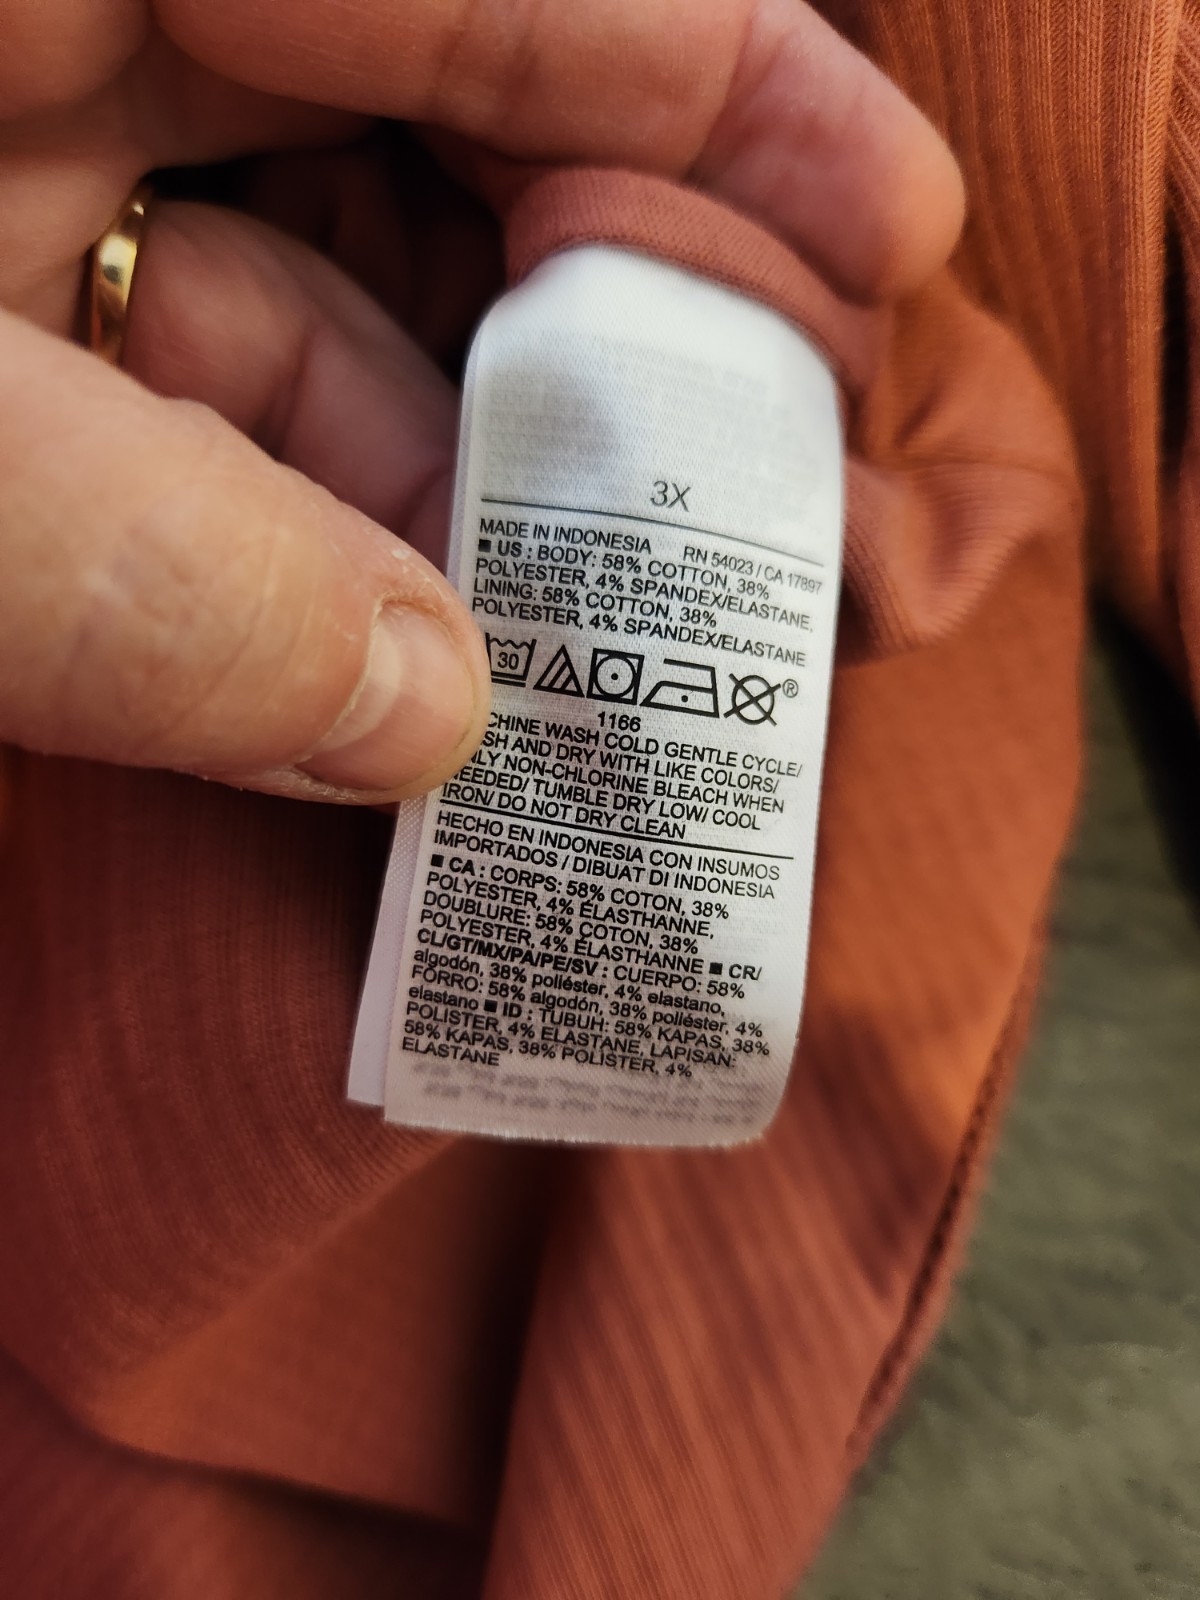 3X
MADE IN INDONESIA RN 54023 / CA 17897
■ US : BODY: 58% COTTON, 38%
POLYESTER, 4% SPANDEX/ELASTANE,
LINING: 58% COTTON, 38%
POLYESTER, 4% SPANDEX/ELASTANE
30 ®
1166
CHINE WASH COLD GENTLE CYCLE/
SH AND DRY WITH LIKE COLORS/
LY NON-CHLORINE BLEACH WHEN
NEEDED/ TUMBLE DRY LOW/ COOL
IRON/ DO NOT DRY CLEAN
HECHO EN INDONESIA CON INSUMOS
IMPORTADOS / DIBUAT DI INDONESIA
■ CA : CORPS: 58% COTON, 38%
POLYESTER, 4% ÉLASTHANNE,
DOUBLURE: 58% COTON, 38%
POLYESTER, 4% ÉLASTHANNE ■ CR/
CL/GT/MX/PA/PE/SV : CUERPO: 58%
algodón, 38% poliéster, 4% elastano,
FORRO: 58% algodón, 38% poliéster, 4%
elastano ■ ID : TUBUH: 58% KAPAS, 38%
POLISTER, 4% ELASTANE, LAPISAN:
58% KAPAS, 38% POLISTER, 4%
ELASTANE